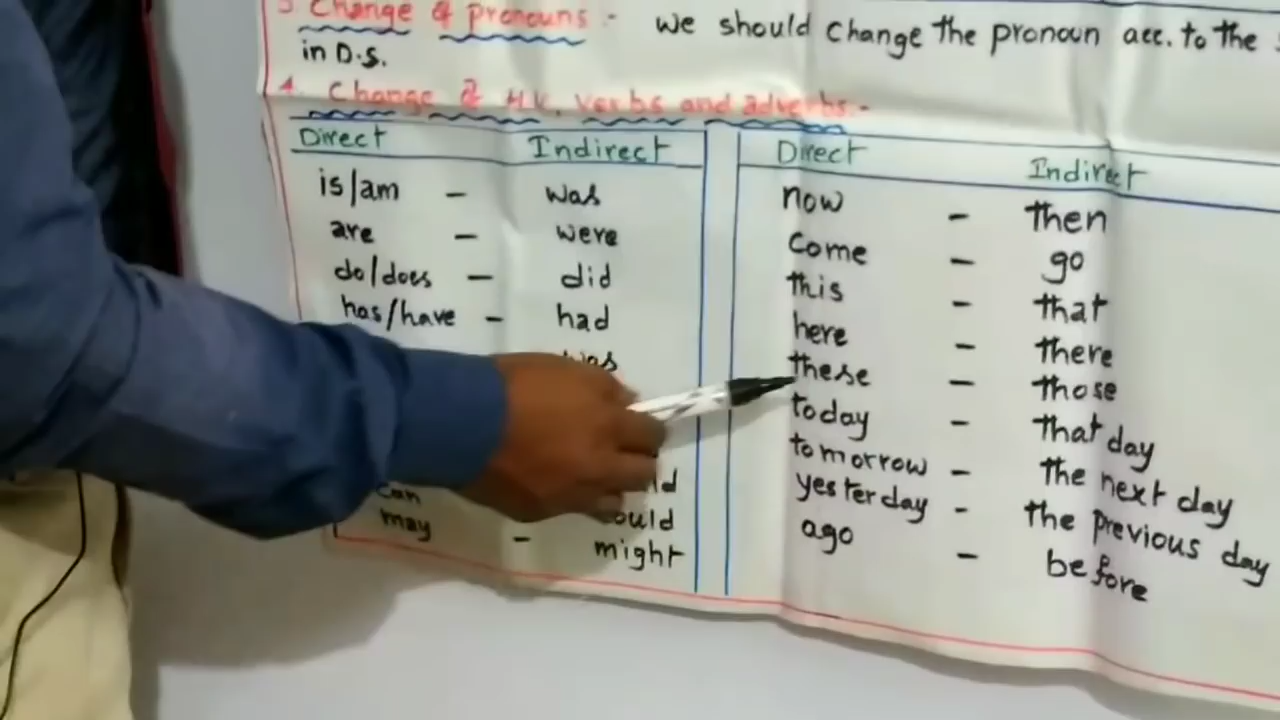 3 Change of pronouns :- we should change the pronoun acc. to the
in D.S.
4. Change of H.V. verbs and adverbs:-
Direct Indirect
is/am - was
are - were
do/does - did
has/have - had
was
can
may - might
Direct Indirect
now - then
come - go
this - that
here - there
these - those
today - that day
tomorrow - the next day
yesterday - the previous day
ago - before